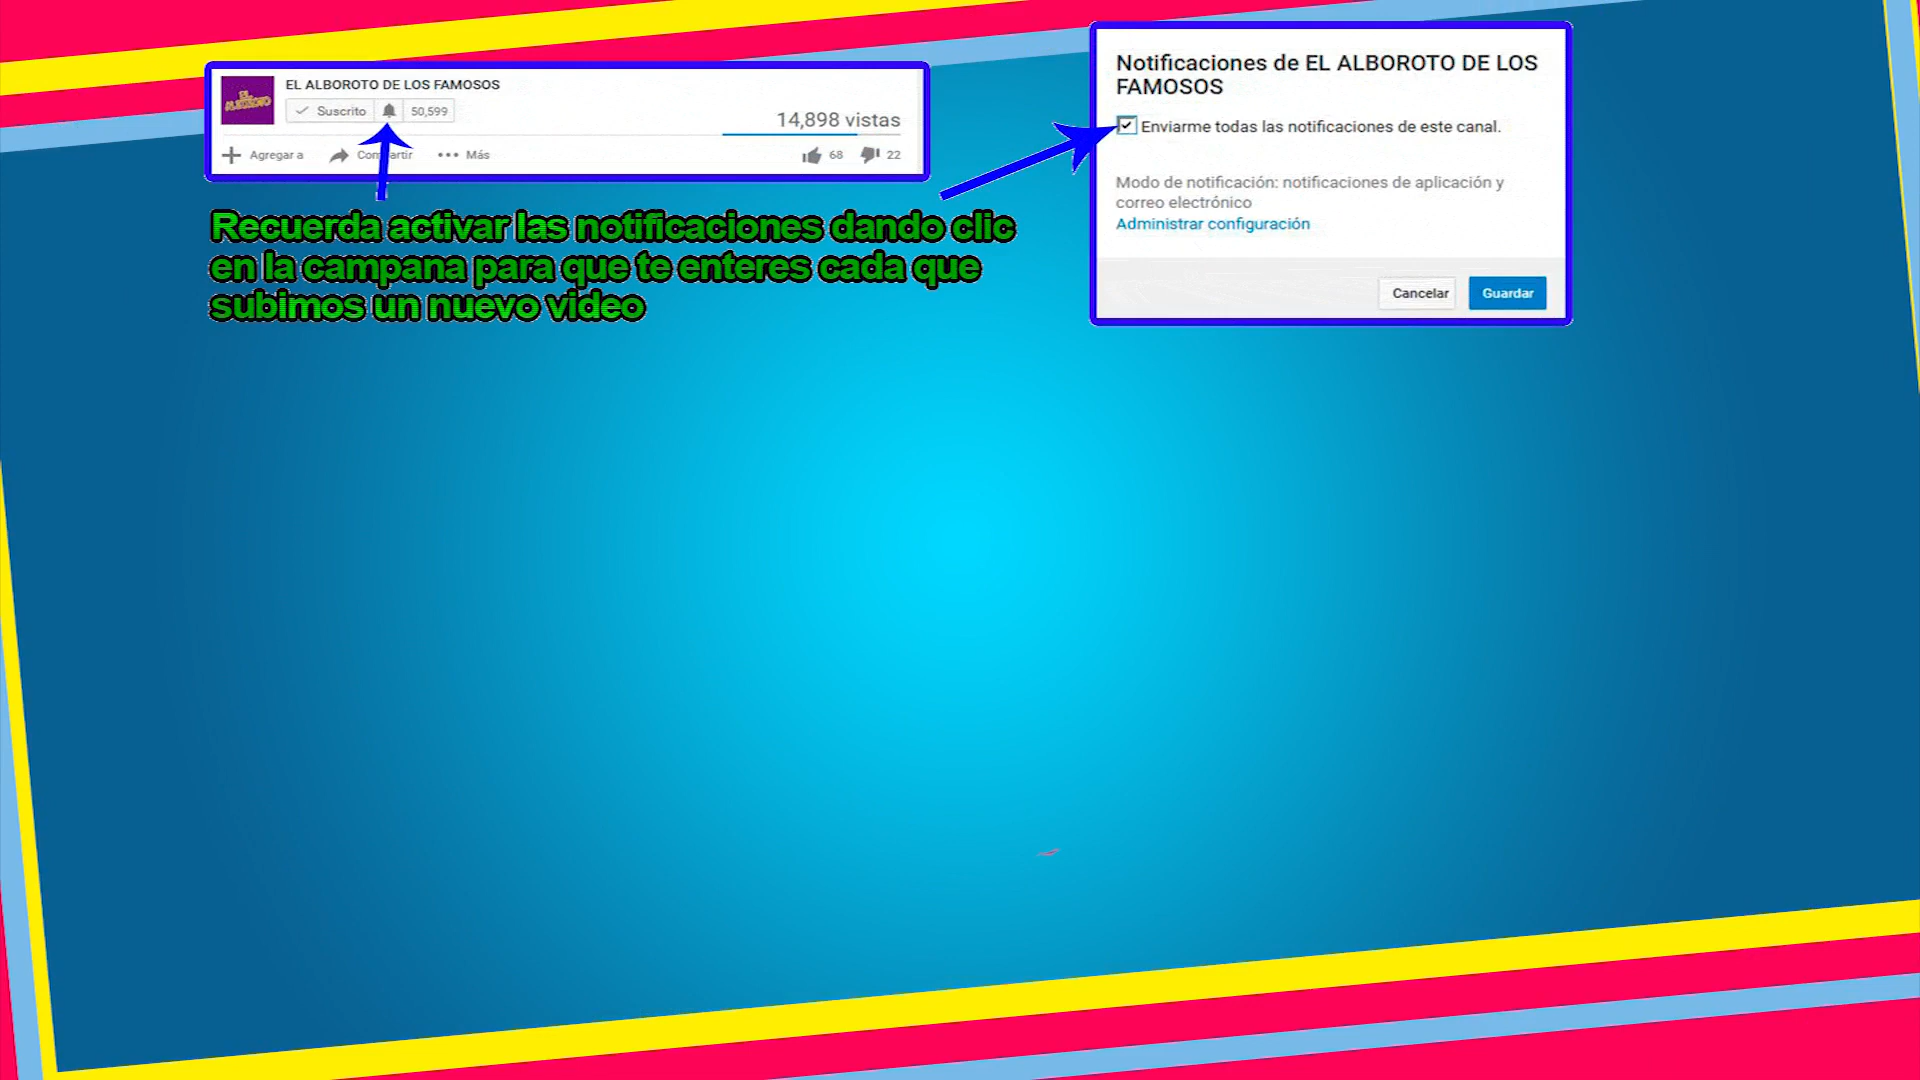 EL ALBOROTO DE LOS FAMOSOS
EL
ALBOROTO
Suscrito 50,599
14,898 vistas
Agregar a Compartir Más 68 22
Recuerda activar las notificaciones dando clic
en la campana para que te enteres cada que
subimos un nuevo video
Notificaciones de EL ALBOROTO DE LOS
FAMOSOS
Enviarme todas las notificaciones de este canal.
Modo de notificación: notificaciones de aplicación y
correo electrónico
Administrar configuración
Cancelar Guardar